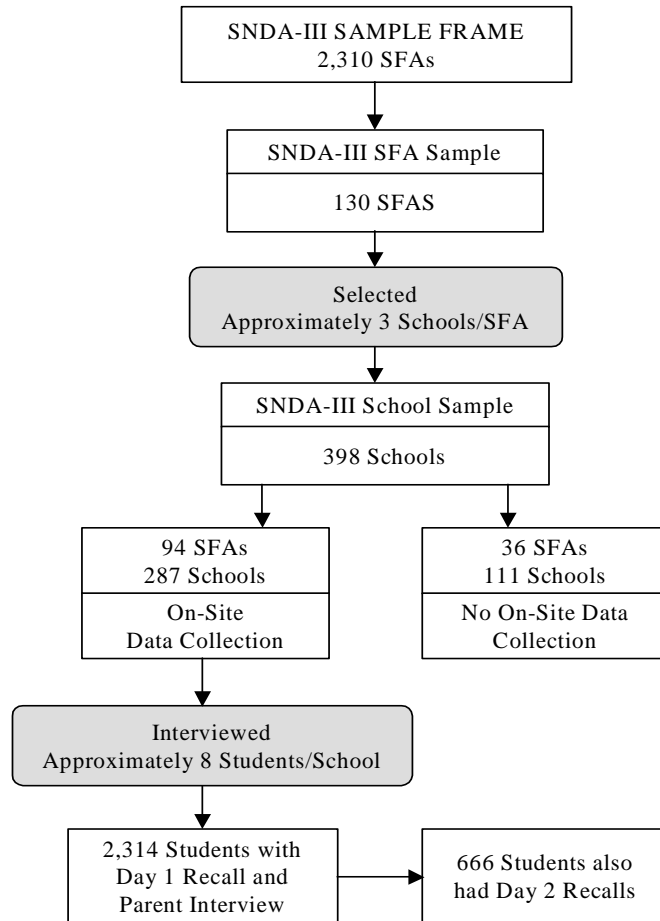 SNDA-III SAMPLE FRAME
2,310 SFAs
SNDA-III SFA Sample
130 SFAS
Selected
Approximately 3 Schools/SFA
SNDA-III School Sample
398 Schools
94 SFAs
287 Schools
On-Site
Data Collection
36 SFAs
111 Schools
No On-Site Data
Collection
Interviewed
Approximately 8 Students/School
2,314 Students with
Day 1 Recall and
Parent Interview
666 Students also
had Day 2 Recalls